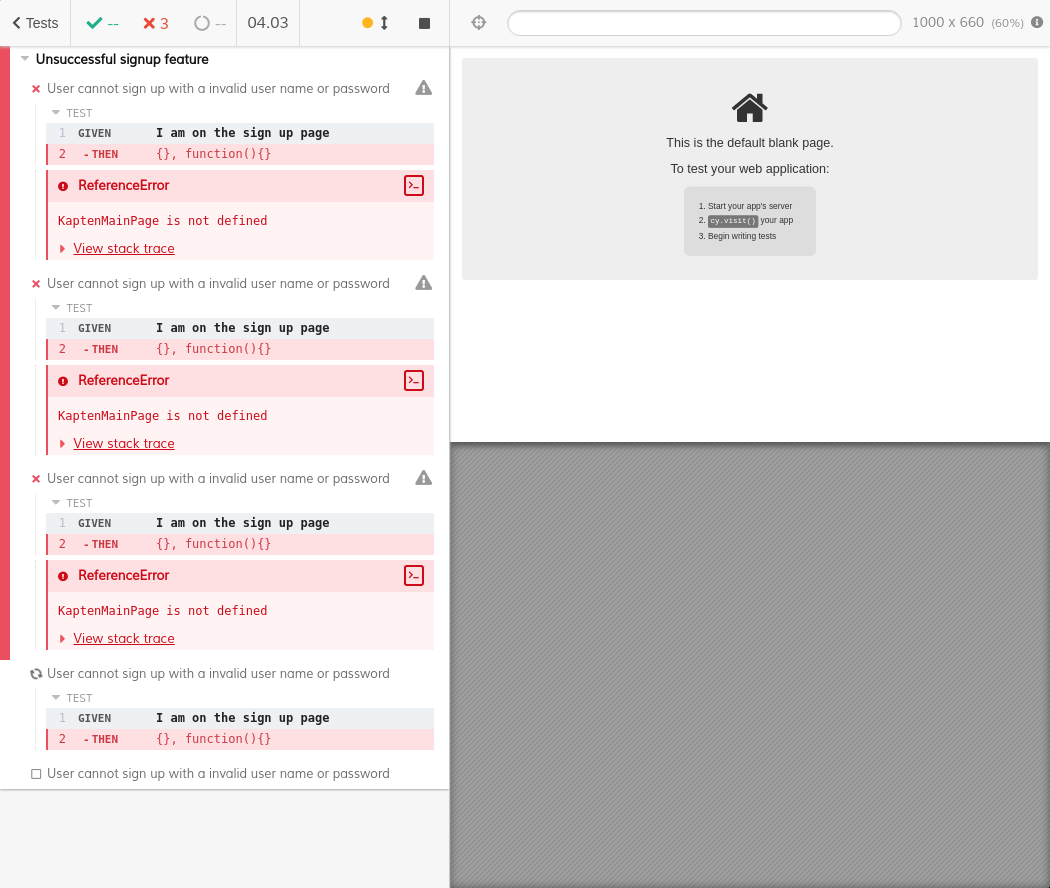 Tests -- 3 -- 04.03
1000 x 660 (60%)
Unsuccessful signup feature
User cannot sign up with a invalid user name or password
TEST
1 GIVEN I am on the sign up page
2 - THEN {}, function(){}
ReferenceError
KaptenMainPage is not defined
View stack trace
User cannot sign up with a invalid user name or password
TEST
1 GIVEN I am on the sign up page
2 - THEN {}, function(){}
ReferenceError
KaptenMainPage is not defined
View stack trace
User cannot sign up with a invalid user name or password
TEST
1 GIVEN I am on the sign up page
2 - THEN {}, function(){}
ReferenceError
KaptenMainPage is not defined
View stack trace
User cannot sign up with a invalid user name or password
TEST
1 GIVEN I am on the sign up page
2 - THEN {}, function(){}
User cannot sign up with a invalid user name or password
This is the default blank page.
To test your web application:
1. Start your app's server
2. cy.visit() your app
3. Begin writing tests